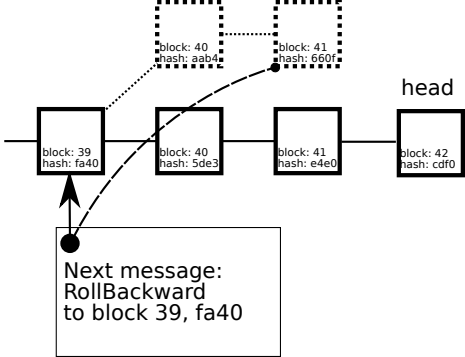 block: 40
hash: aab4
block: 41
hash: 660f
head
block: 39
hash: fa40
block: 40
hash: 5de3
block: 41
hash: e4e0
block: 42
hash: cdf0
Next message:
RollBackward
to block 39, fa40